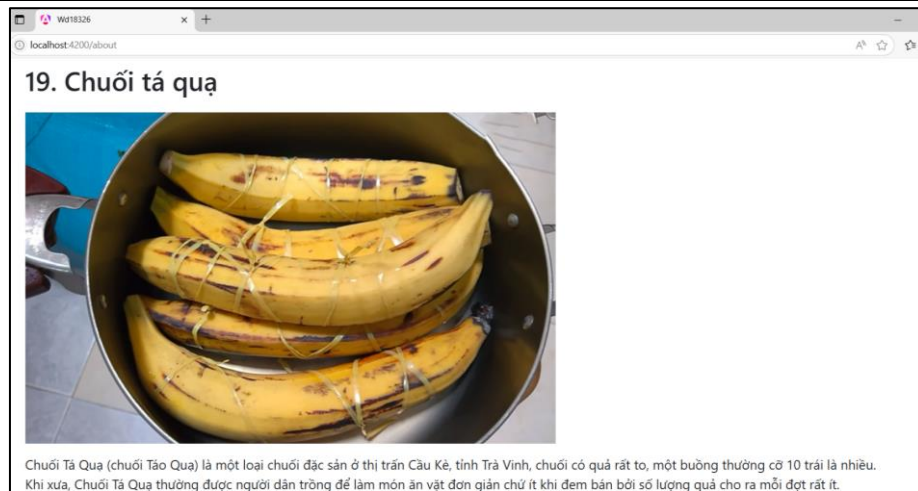 Wd18326
localhost:4200/about
19. Chuối tá quạ
Chuối Tá Quạ (chuối Táo Quạ) là một loại chuối đặc sản ở thị trấn Cầu Kè, tỉnh Trà Vinh, chuối có quả rất to, một buồng thường cỡ 10 trái là nhiều.
Khi xưa, Chuối Tá Quạ thường được người dân trồng để làm món ăn vặt đơn giản chứ ít khi đem bán bởi số lượng quả cho ra mỗi đợt rất ít.